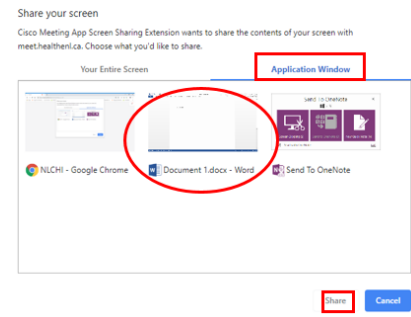 Share your screen
Cisco Meeting App Screen Sharing Extension wants to share the contents of your screen with
meet.healthenl.ca. Choose what you'd like to share.
Your Entire Screen
Application Window
Send To OneNote
NLCHI - Google Chrome
Document 1.docx - Word
Send To OneNote
Share
Cancel